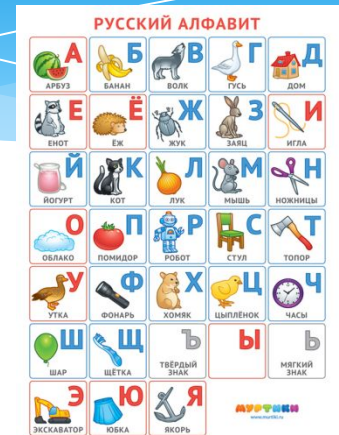 РУССКИЙ АЛФАВИТ
А Б В Г Д
АРБУЗ БАНАН ВОЛК ГУСЬ ДОМ
Е Ё Ж З И
ЕНОТ ЁЖ ЖУК ЗАЯЦ ИГЛА
Й К Л М Н
ЙОГУРТ КОТ ЛУК МЫШЬ НОЖНИЦЫ
О П Р С Т
ОБЛАКО ПОМИДОР РОБОТ СТУЛ ТОПОР
У Ф Х Ц Ч
УТКА ФОНАРЬ ХОМЯК ЦЫПЛЁНОК ЧАСЫ
Ш Щ Ъ Ы Ь
ШАР ЩЁТКА ТВЁРДЫЙ ЗНАК МЯГКИЙ ЗНАК
Э Ю Я
ЭКСКАВАТОР ЮБКА ЯКОРЬ
МУРТИКИ